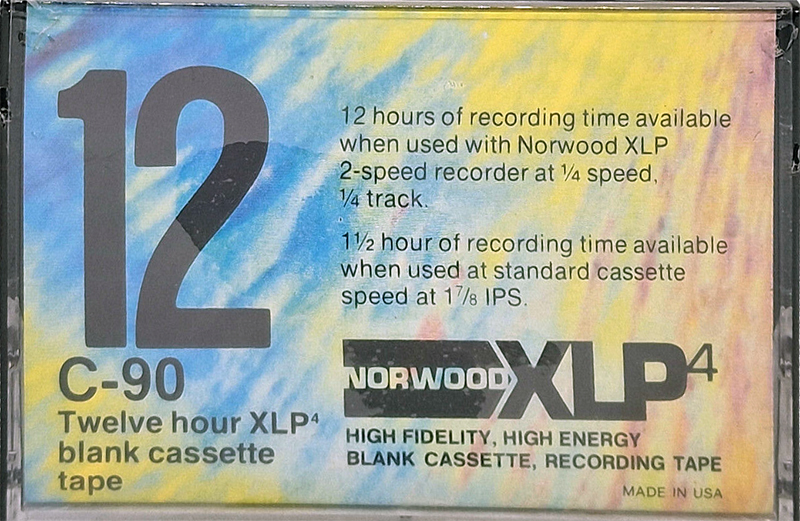 12
C-90
Twelve hour XLP⁴
blank cassette
tape
12 hours of recording time available
when used with Norwood XLP
2-speed recorder at ¼ speed,
¼ track.
1½ hour of recording time available
when used at standard cassette
speed at 1⅞ IPS.
NORWOOD XLP⁴
HIGH FIDELITY, HIGH ENERGY
BLANK CASSETTE, RECORDING TAPE
MADE IN USA